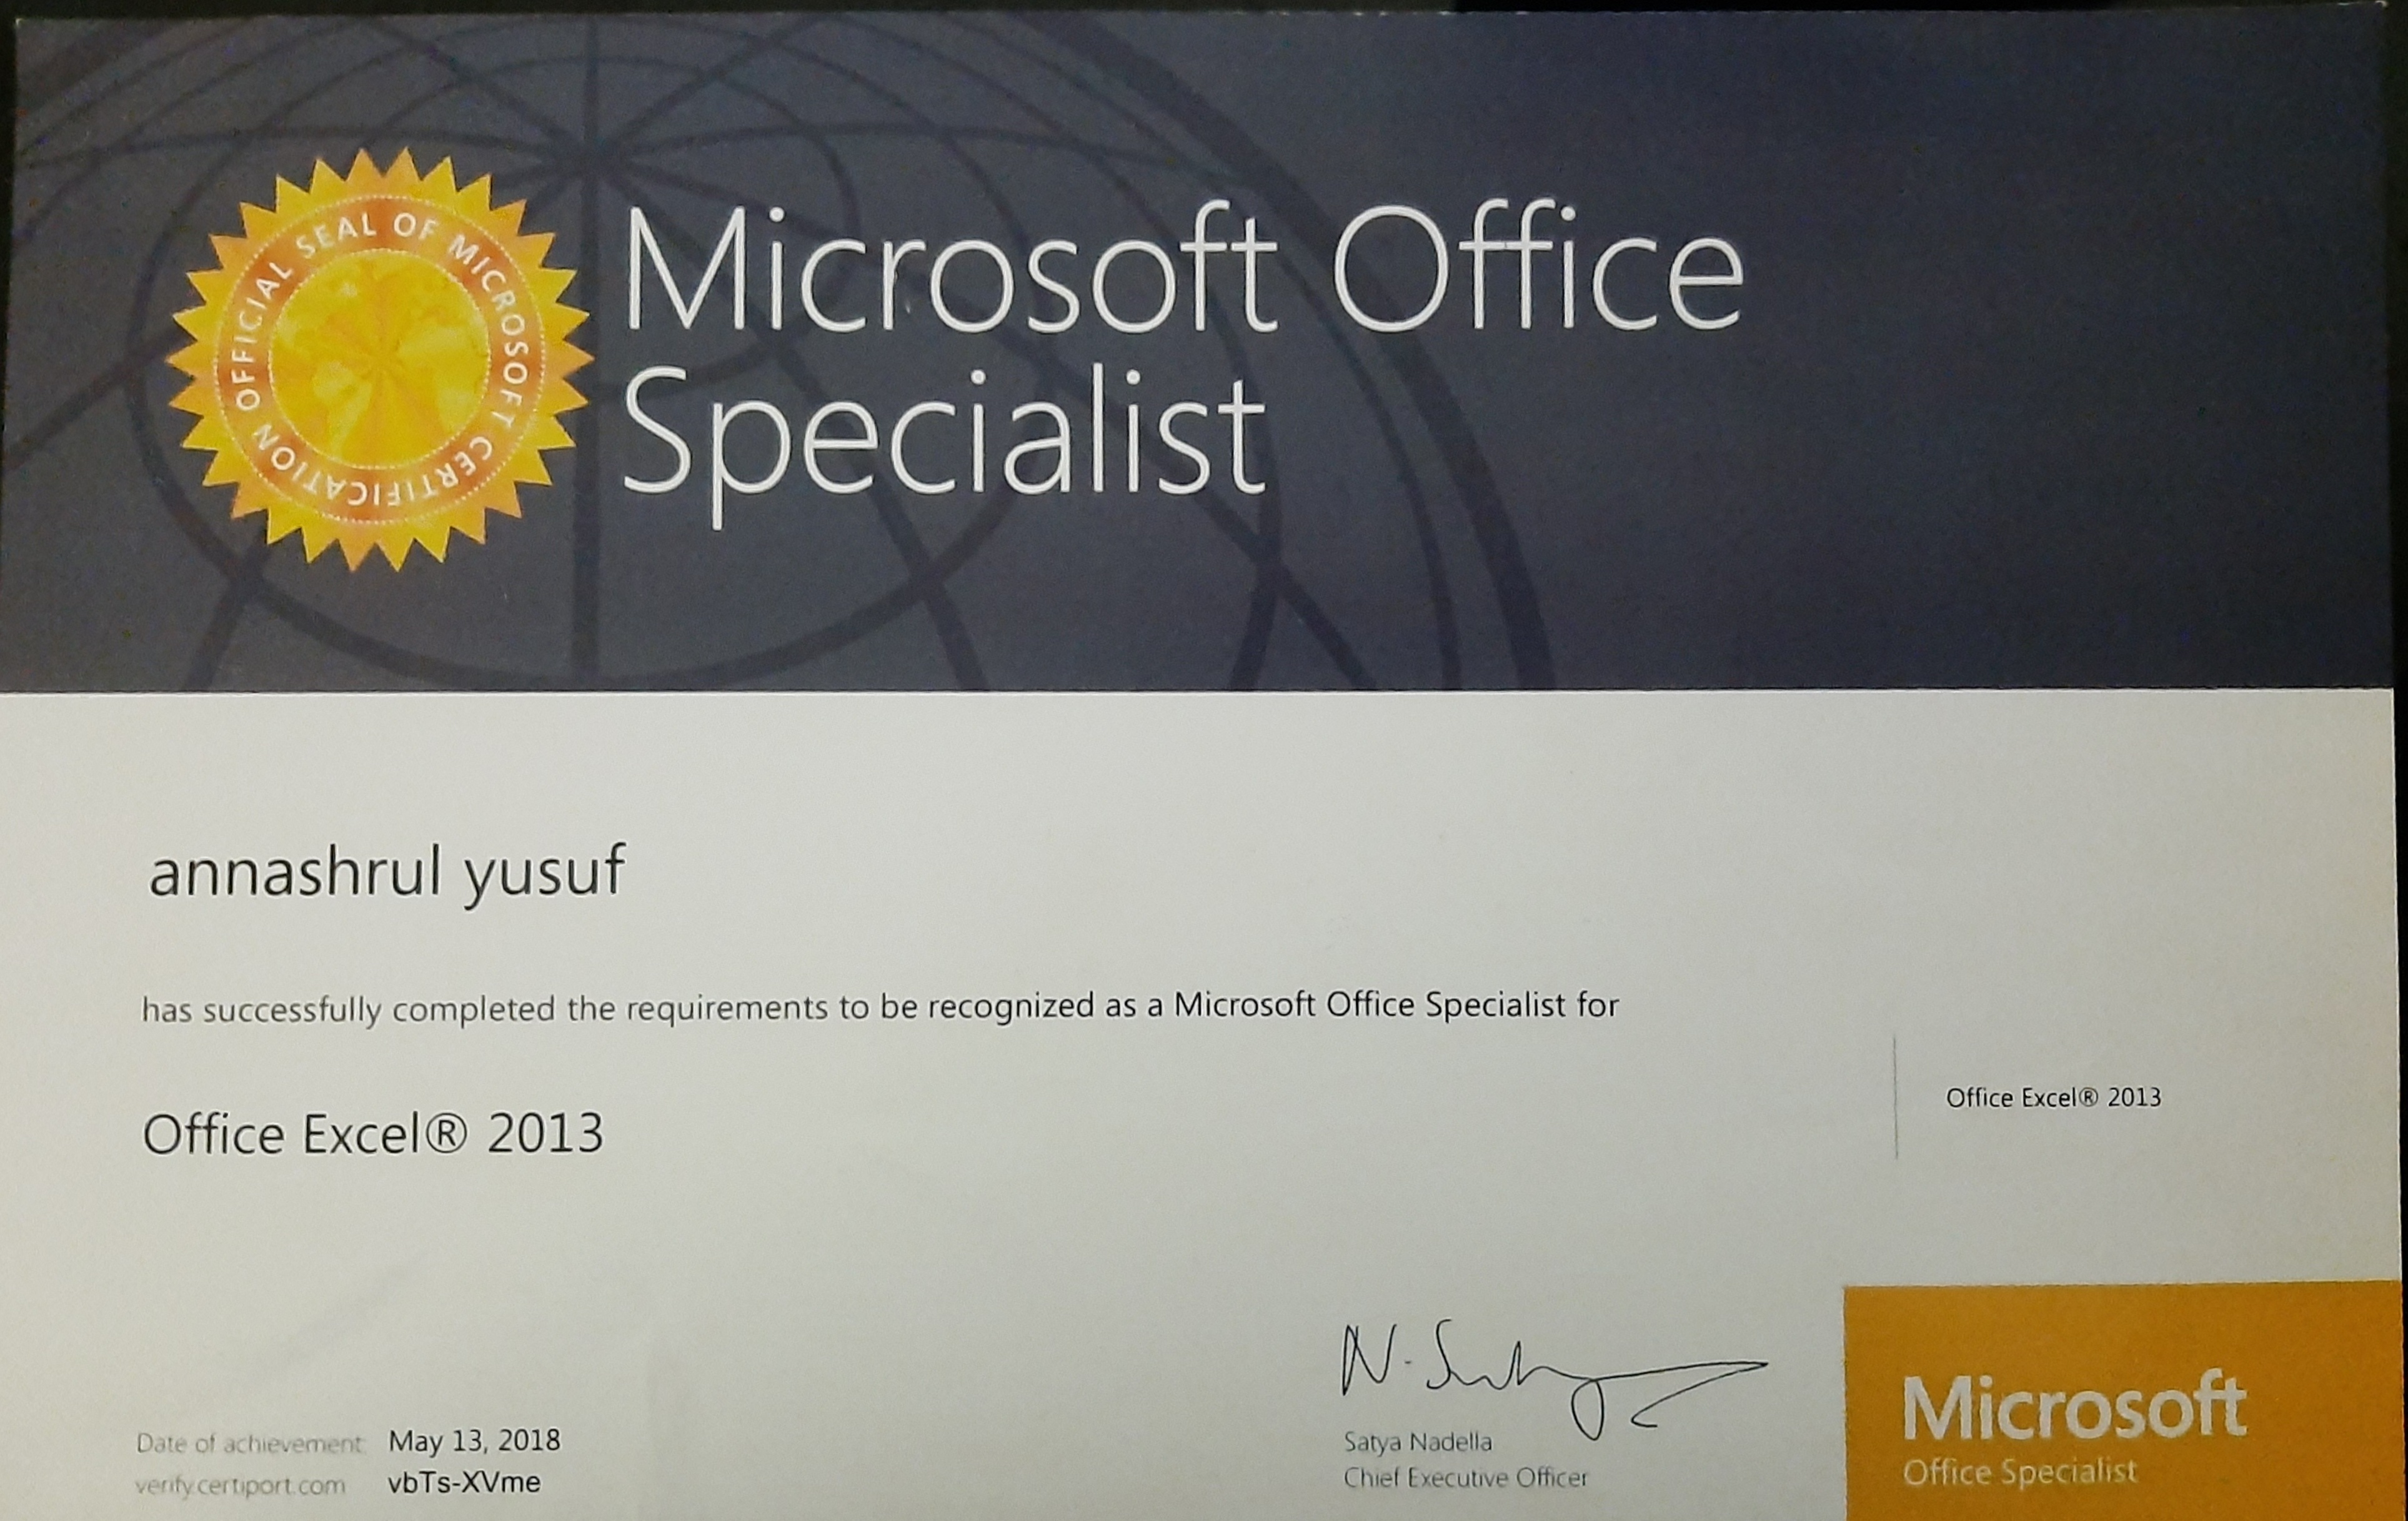 OFFICIAL SEAL OF MICROSOFT CERTIFICATION
Microsoft Office
Specialist
annashrul yusuf
has successfully completed the requirements to be recognized as a Microsoft Office Specialist for
Office Excel® 2013
Office Excel® 2013
Date of achievement: May 13, 2018
verify.certiport.com vbTs-XVme
N. Satya
Satya Nadella
Chief Executive Officer
Microsoft
Office Specialist